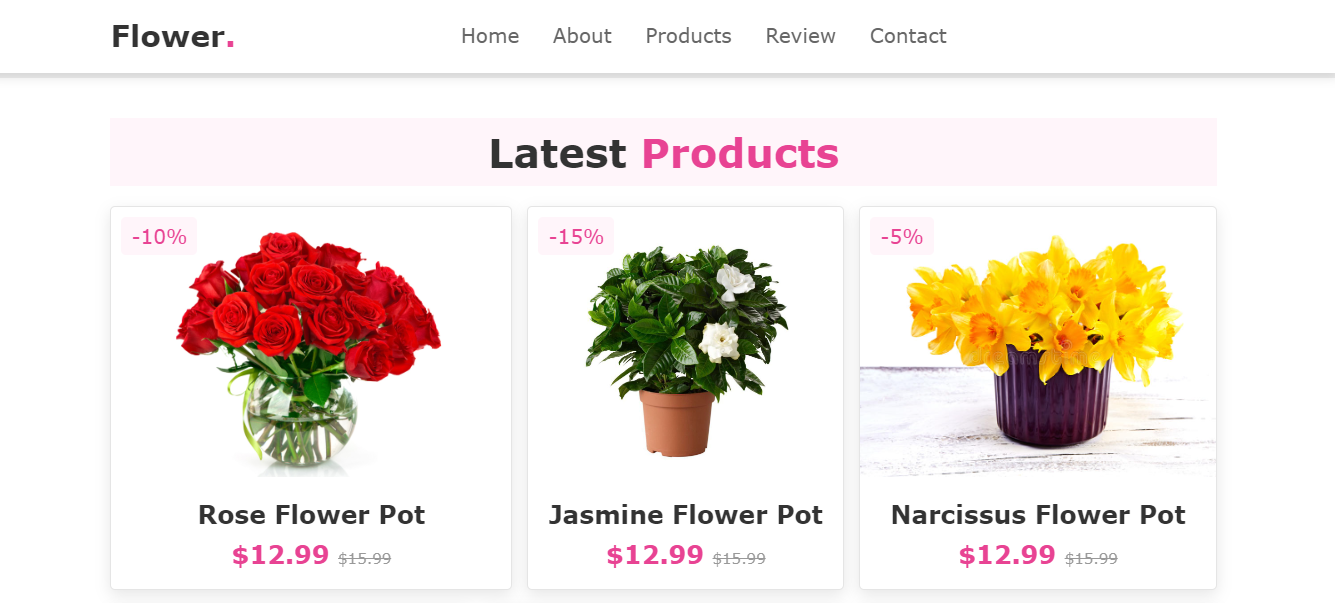 Flower.
Home About Products Review Contact
Latest Products
-10%
Rose Flower Pot
$12.99 $15.99
-15%
Jasmine Flower Pot
$12.99 $15.99
-5%
Narcissus Flower Pot
$12.99 $15.99